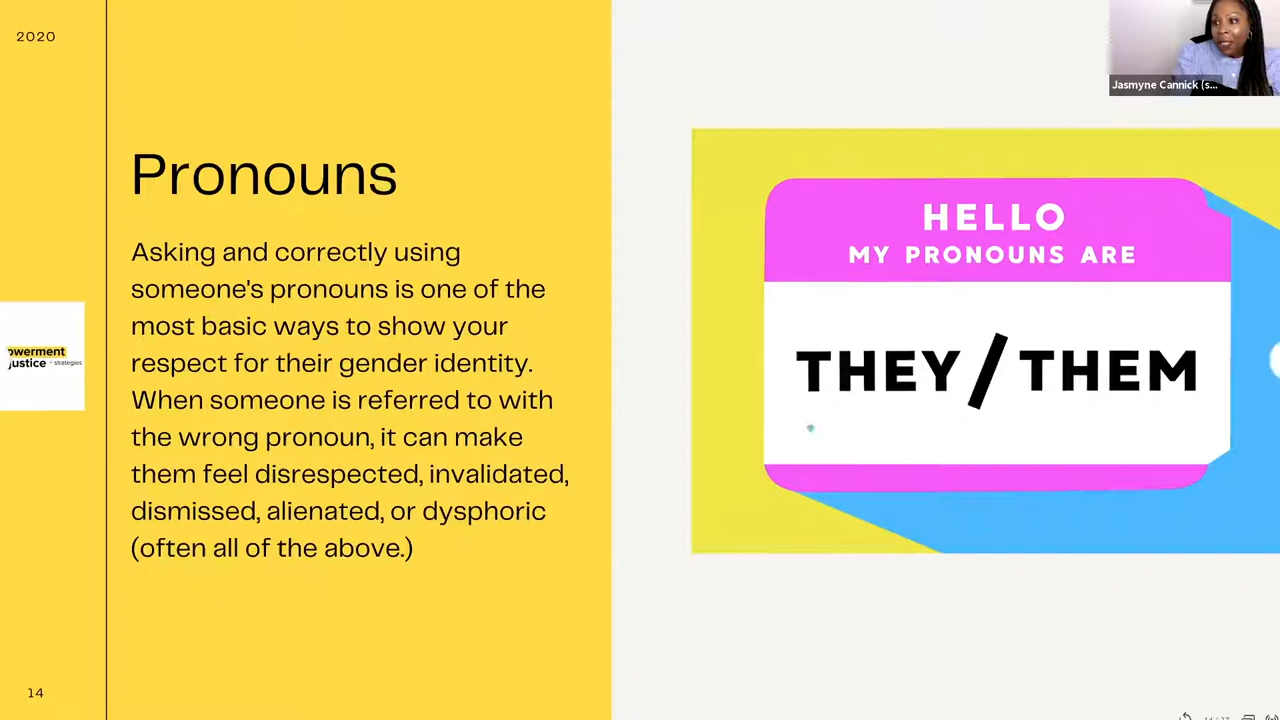 2020
Jasmyne Cannick (s...
Pronouns
Asking and correctly using
someone's pronouns is one of the
most basic ways to show your
respect for their gender identity.
When someone is referred to with
the wrong pronoun, it can make
them feel disrespected, invalidated,
dismissed, alienated, or dysphoric
(often all of the above.)
HELLO
MY PRONOUNS ARE
THEY/THEM
owerment
justice + strategies
14